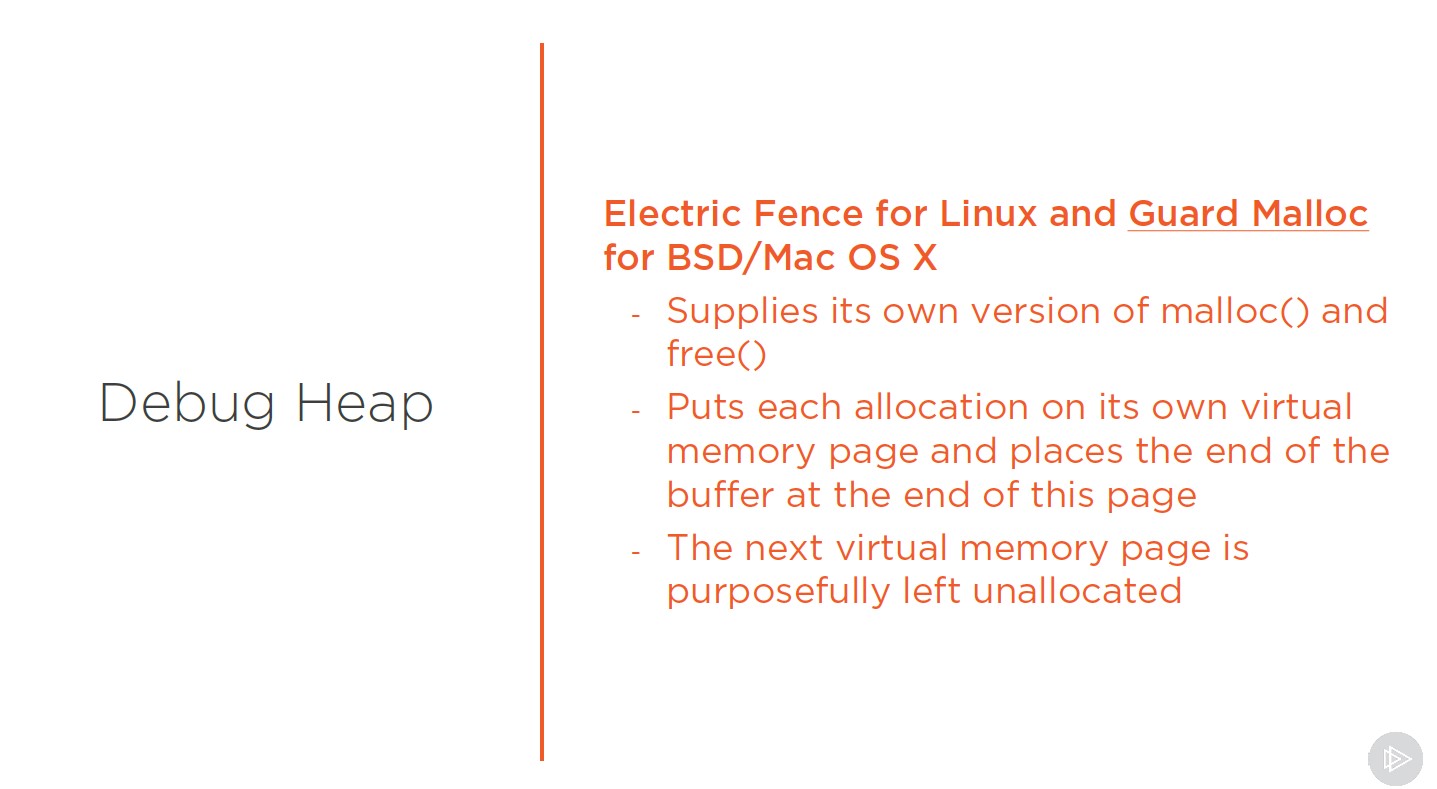 Debug Heap
Electric Fence for Linux and Guard Malloc
for BSD/Mac OS X
- Supplies its own version of malloc() and
free()
- Puts each allocation on its own virtual
memory page and places the end of the
buffer at the end of this page
- The next virtual memory page is
purposefully left unallocated